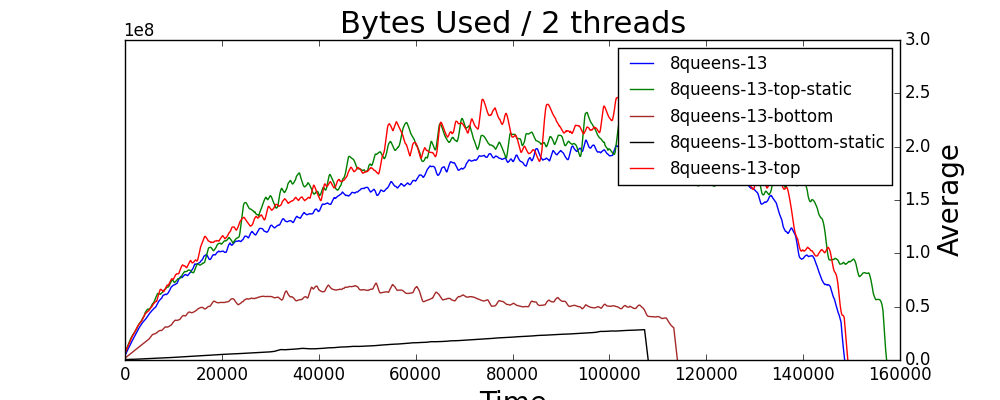 Bytes Used / 2 threads
1e8
8queens-13
8queens-13-top-static
8queens-13-bottom
8queens-13-bottom-static
8queens-13-top
3.0
2.5
2.0
1.5
1.0
0.5
0.0
Average
0 20000 40000 60000 80000 100000 120000 140000 160000
Time